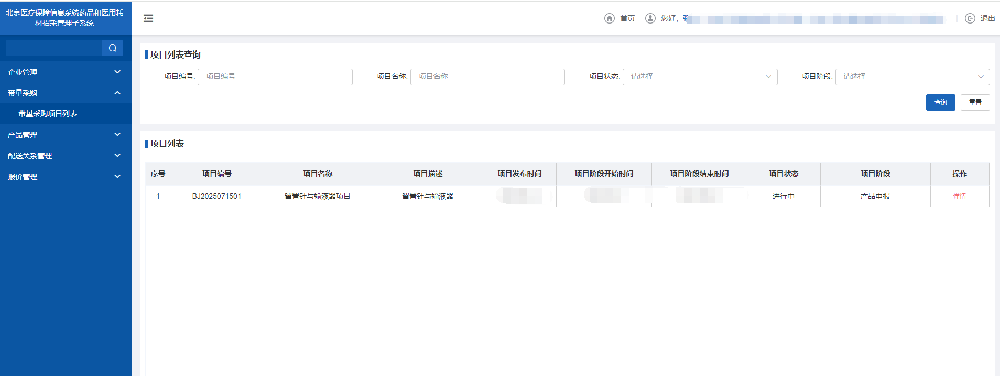 北京医疗保障信息系统药品和医用耗
材招采管理子系统
首页
您好，
退出
企业管理
带量采购
带量采购项目列表
产品管理
配送关系管理
报价管理
项目列表查询
项目编号: 项目编号
项目名称: 项目名称
项目状态: 请选择
项目阶段: 请选择
查询
重置
项目列表
序号 项目编号 项目名称 项目描述 项目发布时间 项目阶段开始时间 项目阶段结束时间 项目状态 项目阶段 操作
1 BJ2025071501 留置针与输液器项目 留置针与输液器 进行中 产品申报 详情